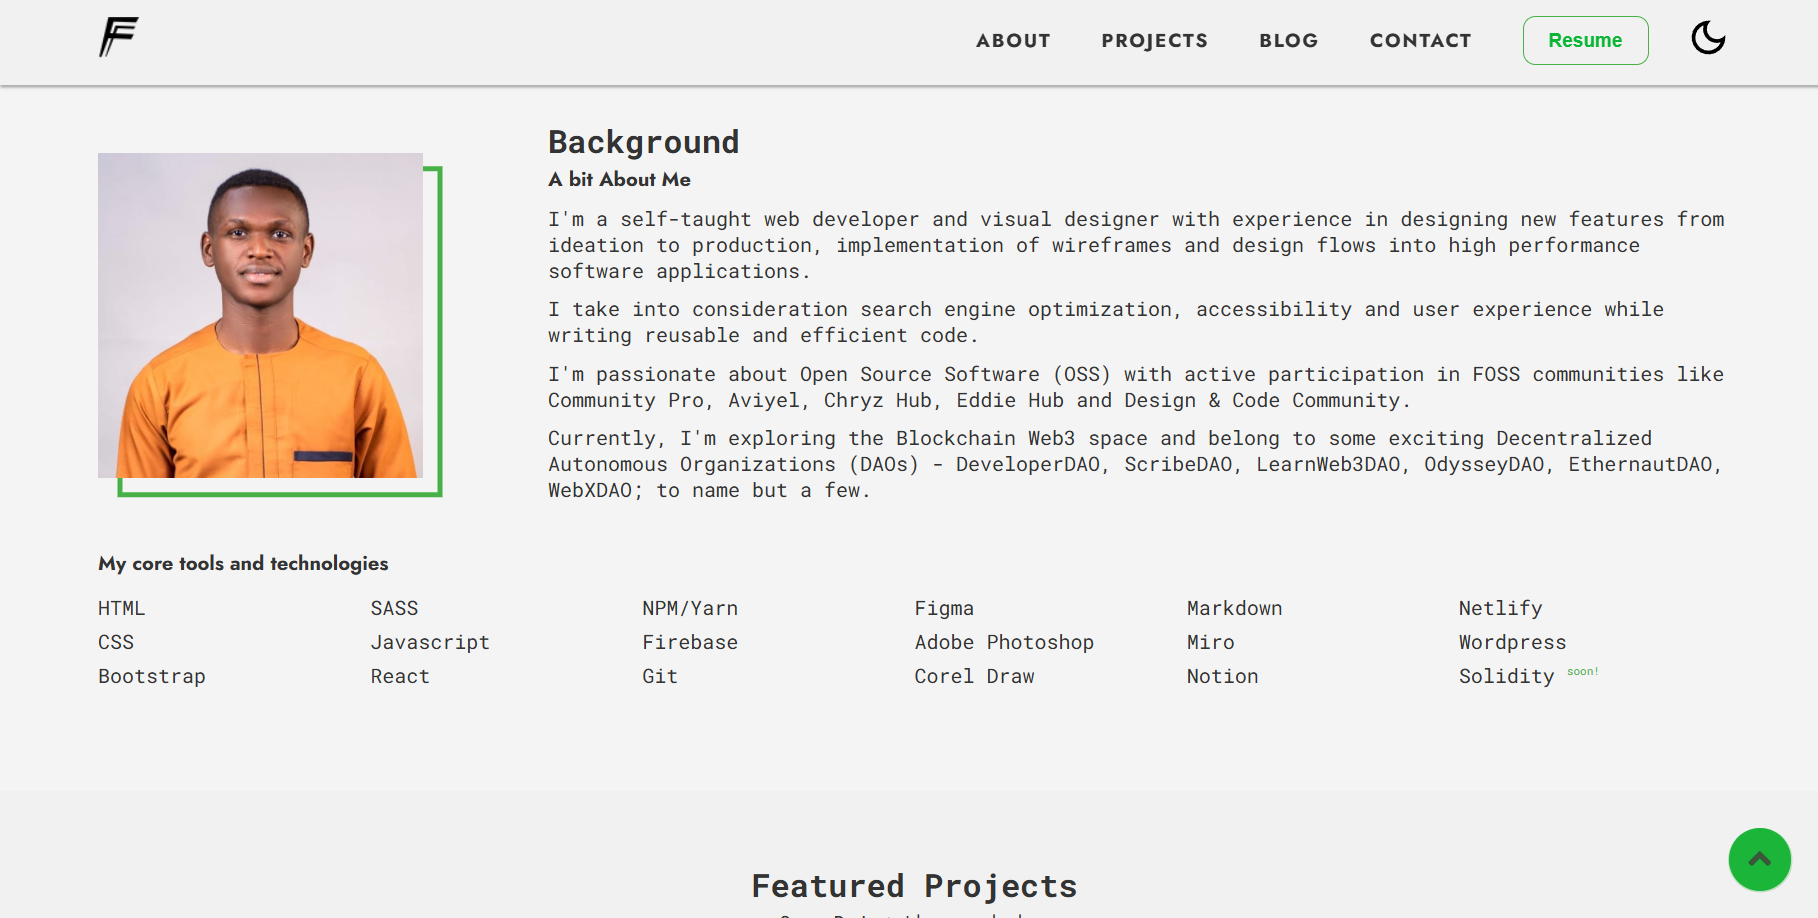 ABOUT PROJECTS BLOG CONTACT Resume
Background
A bit About Me
I'm a self-taught web developer and visual designer with experience in designing new features from
ideation to production, implementation of wireframes and design flows into high performance
software applications.
I take into consideration search engine optimization, accessibility and user experience while
writing reusable and efficient code.
I'm passionate about Open Source Software (OSS) with active participation in FOSS communities like
Community Pro, Aviyel, Chryz Hub, Eddie Hub and Design & Code Community.
Currently, I'm exploring the Blockchain Web3 space and belong to some exciting Decentralized
Autonomous Organizations (DAOs) - DeveloperDAO, ScribeDAO, LearnWeb3DAO, OdysseyDAO, EthernautDAO,
WebXDAO; to name but a few.
My core tools and technologies
HTML SASS NPM/Yarn Figma Markdown Netlify
CSS Javascript Firebase Adobe Photoshop Miro Wordpress
Bootstrap React Git Corel Draw Notion Solidity soon!
Featured Projects